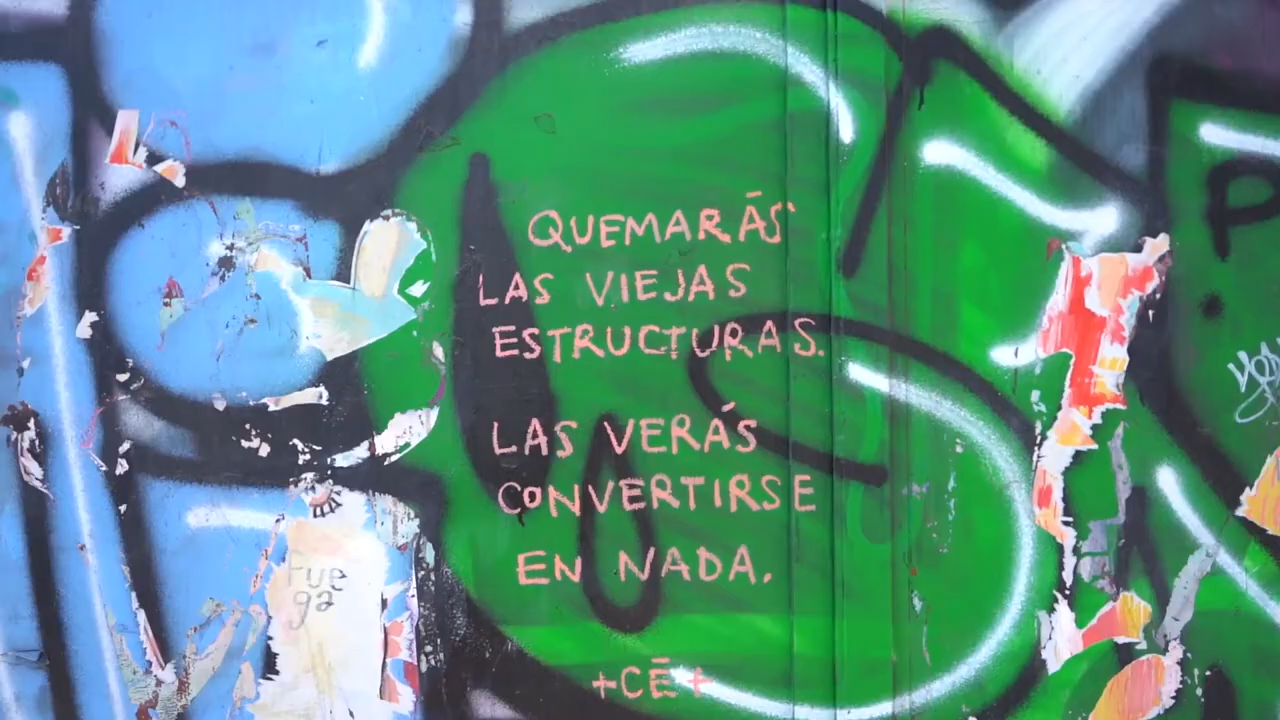 QUEMARÁS
LAS VIEJAS
ESTRUCTURAS.
LAS VERÁS
CONVERTIRSE
EN NADA.
+CĒ+
Fue
ga
P